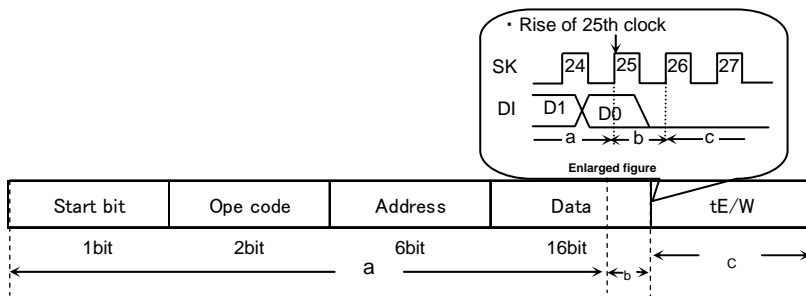 ・ Rise of 25th clock
SK 24 25 26 27
DI D1 D0
a b c
Enlarged figure
Start bit Ope code Address Data tE/W
1bit 2bit 6bit 16bit
a b C